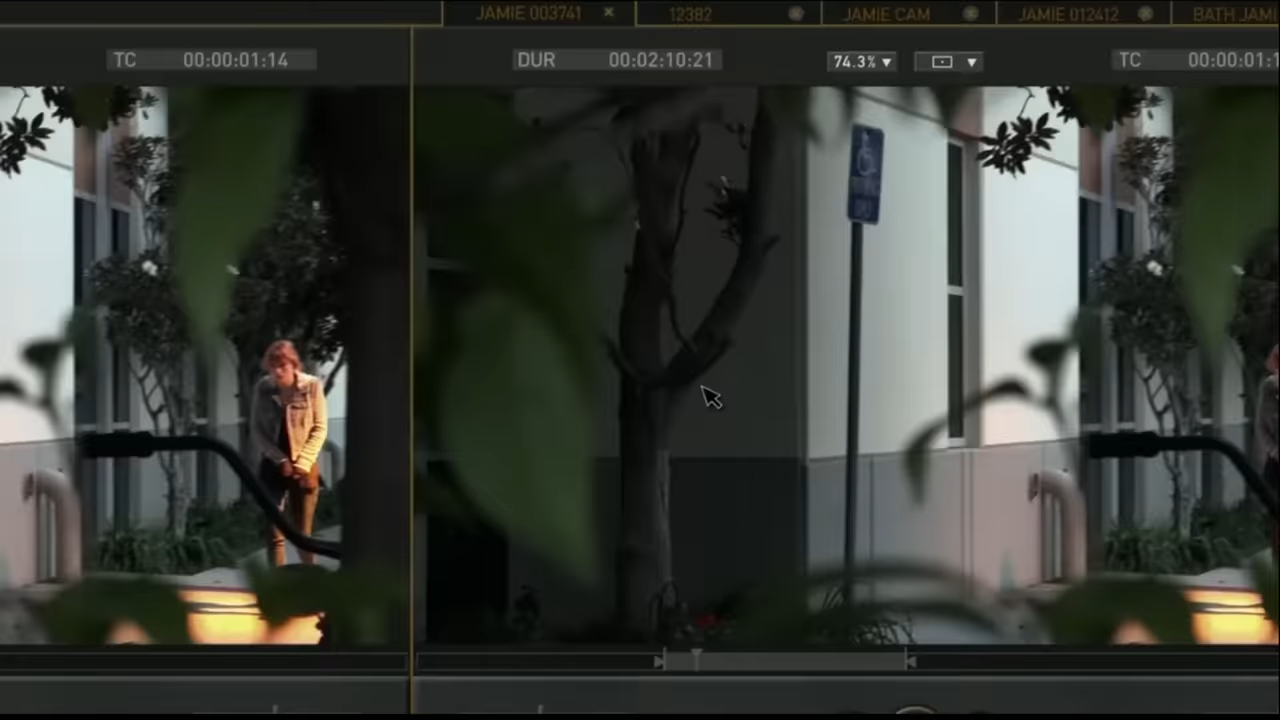 JAMIE 003741
12382
JAMIE CAM
JAMIE 012412
BATH JAMI
TC 00:00:01:14
DUR 00:02:10:21
74.3%
TC 00:00:01:1